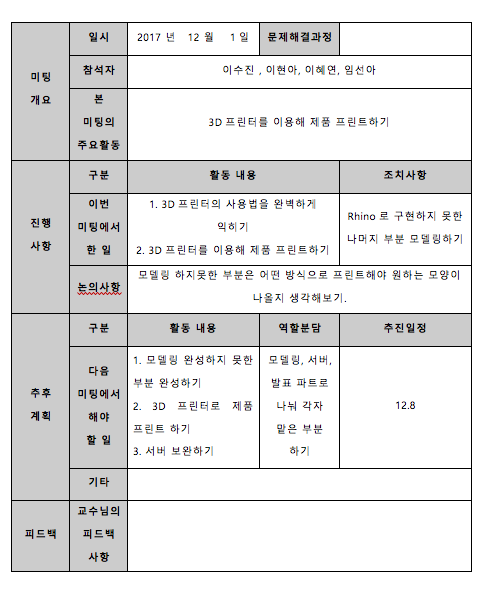 미팅
개요
일시
2017 년 12 월 1 일
문제해결과정
참석자
이수진 , 이현아, 이혜연, 임선아
본
미팅의
주요활동
3D 프린터를 이용해 제품 프린트하기
진행
사항
구분
활동 내용
조치사항
이번
미팅에서
한 일
1. 3D 프린터의 사용법을 완벽하게
익히기
2. 3D 프린터를 이용해 제품 프린트하기
Rhino 로 구현하지 못한
나머지 부분 모델링하기
논의사항
모델링 하지못한 부분은 어떤 방식으로 프린트해야 원하는 모양이
나올지 생각해보기.
추후
계획
구분
활동 내용
역할분담
추진일정
다음
미팅에서
해야
할 일
1. 모델링 완성하지 못한
부분 완성하기
2. 3D 프린터로 제품
프린트 하기
3. 서버 보완하기
모델링, 서버,
발표 파트로
나눠 각자
맡은 부분
하기
12.8
기타
피드백
교수님의
피드백
사항